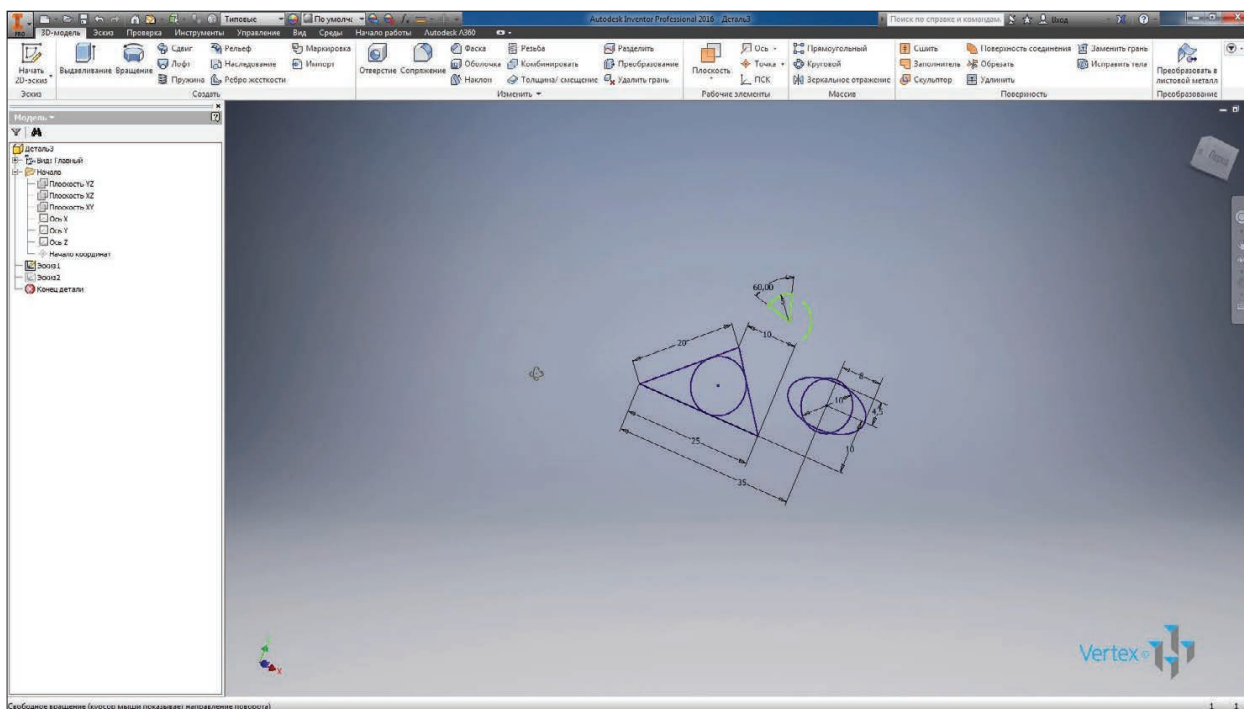 PRO
Типовые
По умолч:
Autodesk Inventor Professional 2016 Деталь3
Поиск по справке и командам.
Вход
3D-модель Эскиз Проверка Инструменты Управление Вид Среды Начало работы Autodesk A360
Начать 2D-эскиз
Выдавливание Вращение
Сдвиг Рельеф Маркировка
Лофт Наследование Импорт
Пружина Ребро жесткости
Отверстие Сопряжение
Фаска Резьба Разделить
Оболочка Комбинировать Преобразование
Наклон Толщина/ смещение Удалить грань
Плоскость
Ось
Точка
ПСК
Прямоугольный
Круговой
Зеркальное отражение
Сшить Поверхность соединения Заменить грань
Заполнитель Обрезать Исправить тела
Скульптор Удлинить
Преобразовать в листовой металл
Эскиз Создать Изменить Рабочие элементы Массив Поверхность Преобразование
Модель
Деталь3
Вид: Главный
Начало
Плоскость YZ
Плоскость XZ
Плоскость XY
Ось X
Ось Y
Ось Z
Начало координат
Эскиз1
Эскиз2
Конец детали
60,00
20
10
8
10
4,5
10
25
35
X
Vertex
Свободное вращение (курсор мыши показывает направление поворота)
1 1